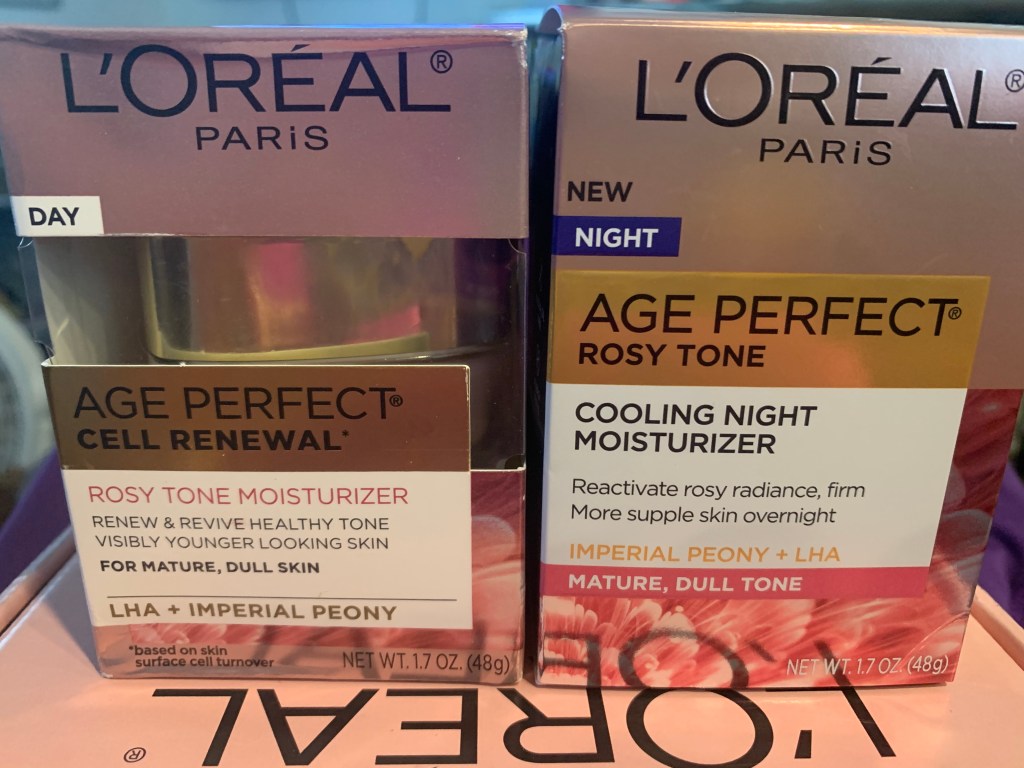 L'ORÉAL®
PARiS
DAY
AGE PERFECT®
CELL RENEWAL*
ROSY TONE MOISTURIZER
RENEW & REVIVE HEALTHY TONE
VISIBLY YOUNGER LOOKING SKIN
FOR MATURE, DULL SKIN
LHA + IMPERIAL PEONY
*based on skin
surface cell turnover
NET WT. 1.7 OZ. (48g)
L'ORÉAL®
PARiS
NEW
NIGHT
AGE PERFECT®
ROSY TONE
COOLING NIGHT
MOISTURIZER
Reactivate rosy radiance, firm
More supple skin overnight
IMPERIAL PEONY + LHA
MATURE, DULL TONE
NET WT. 1.7 OZ. (48g)
L'ORÉAL®